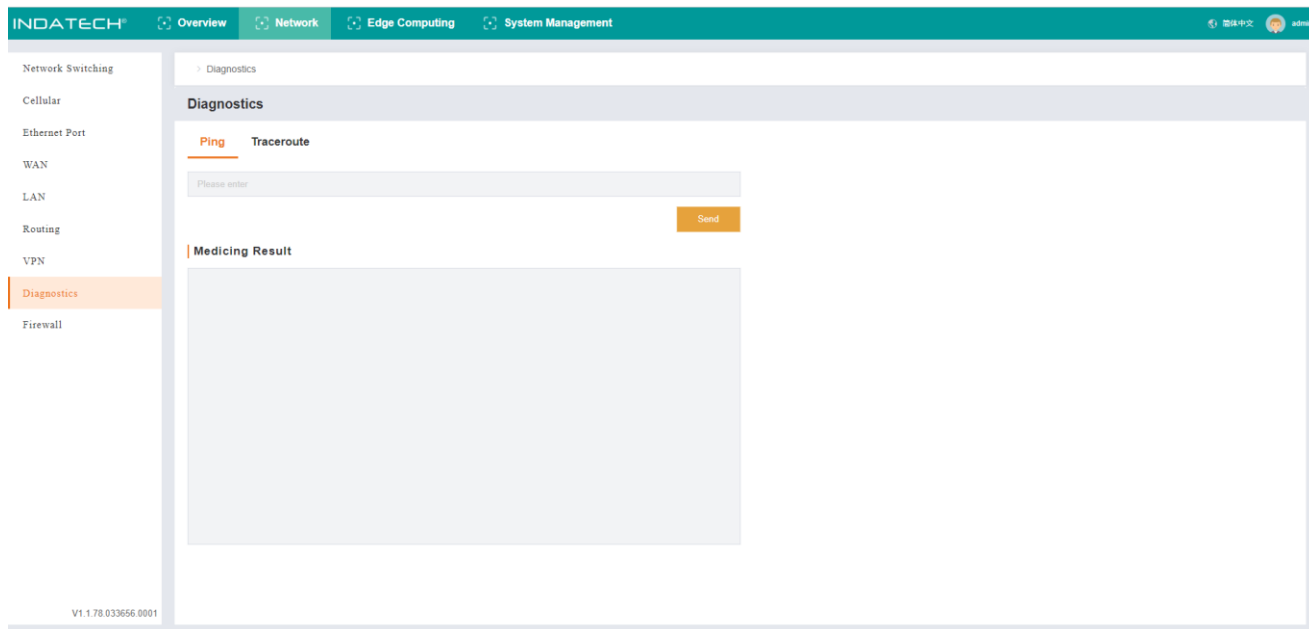 INDATECH® Overview Network Edge Computing System Management 简体中文 admi
Network Switching
Cellular
Ethernet Port
WAN
LAN
Routing
VPN
Diagnostics
Firewall
V1.1.78.033656.0001
> Diagnostics
Diagnostics
Ping Traceroute
Please enter
Send
Medicing Result